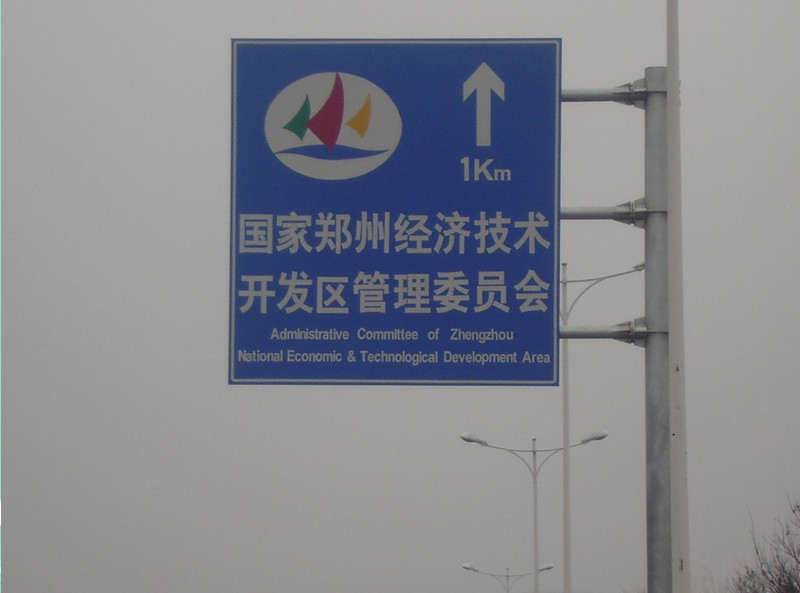 1Km
国家郑州经济技术
开发区管理委员会
Administrative Committee of Zhengzhou
National Economic & Technological Development Area